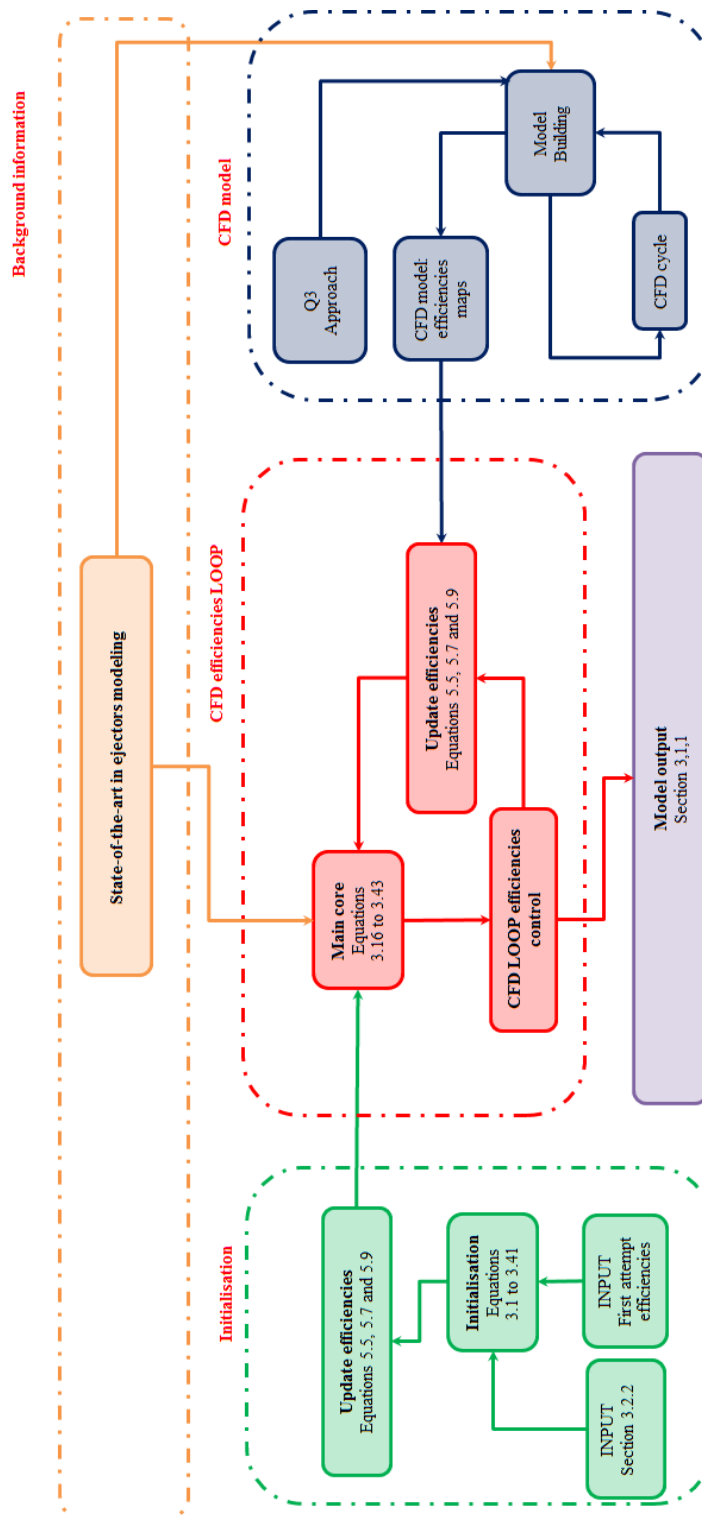 Background information
State-of-the-art in ejectors modeling
Initialisation
Update efficiencies
Equations 5.5, 5.7 and 5.9
Initialisation
Equations
3.1 to 3.41
INPUT
Section 3.2.2
INPUT
First attempt
efficiencies
CFD efficiencies LOOP
Main core
Equations
3.16 to 3.43
Update efficiencies
Equations 5.5, 5.7 and 5.9
CFD LOOP efficiencies
control
Model output
Section 3,1,1
CFD model
Q3
Approach
CFD model:
efficiencies
maps
Model
Building
CFD cycle